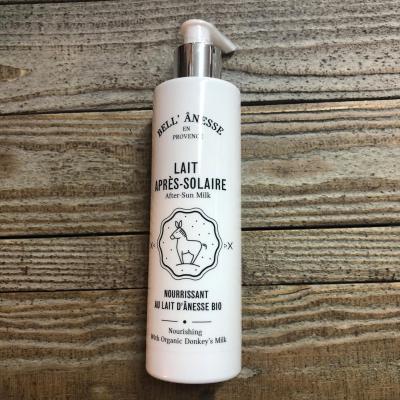 BELL' ÂNESSE
EN
PROVENCE
LAIT
APRÈS-SOLAIRE
After-Sun Milk
NOURRISSANT
AU LAIT D'ÂNESSE BIO
Nourishing
With Organic Donkey's Milk